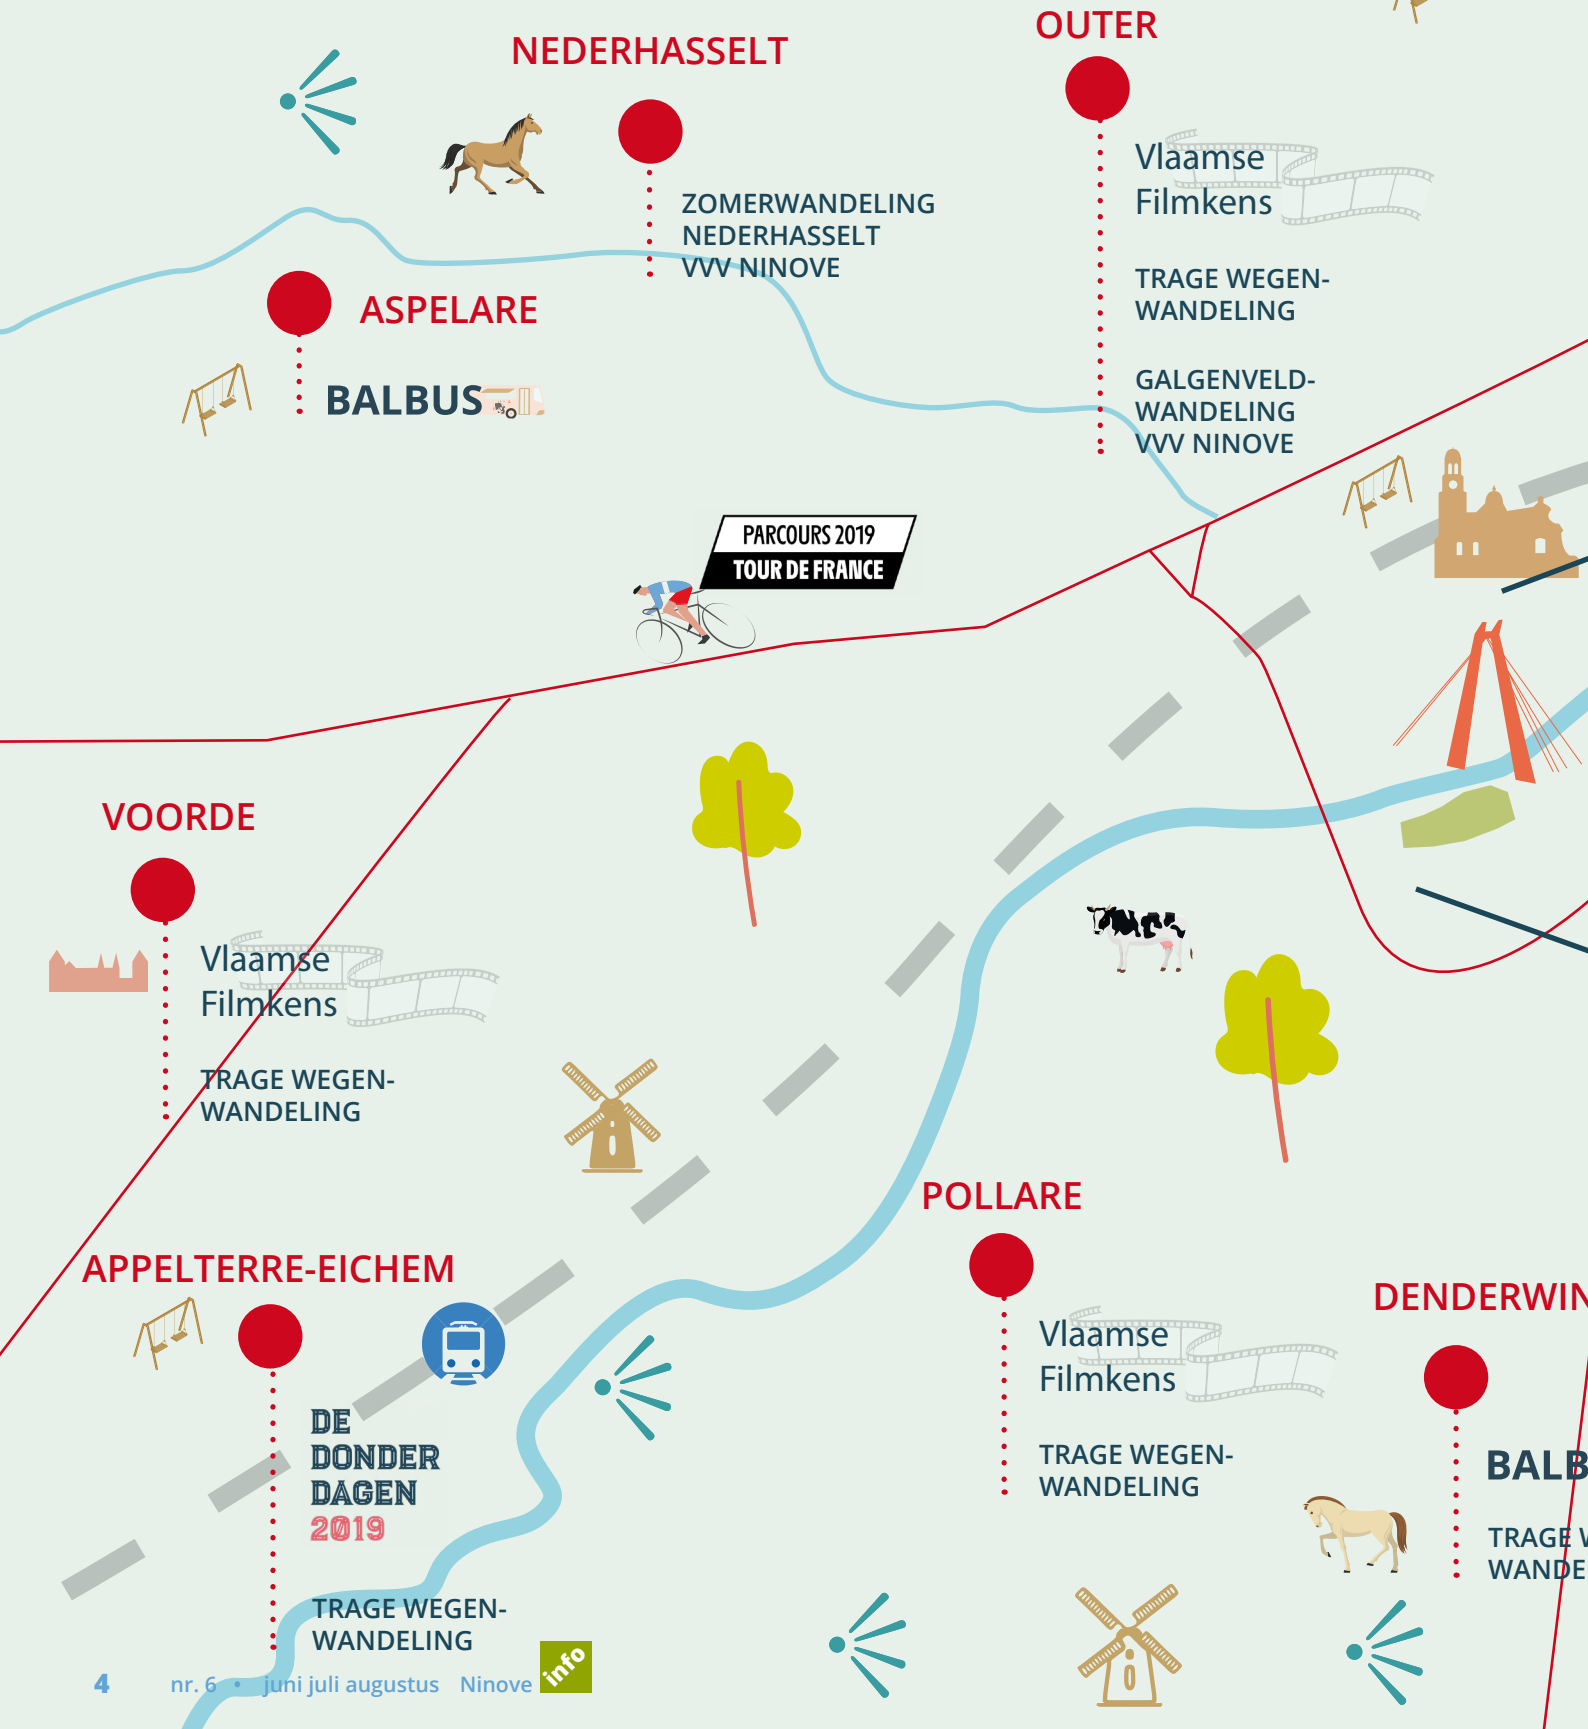 OUTER
NEDERHASSELT
Vlaamse
Filmkens
ZOMERWANDELING
NEDERHASSELT
VVV NINOVE
TRAGE WEGEN-
WANDELING
GALGENVELD-
WANDELING
VVV NINOVE
ASPELARE
BALBUS
PARCOURS 2019
TOUR DE FRANCE
VOORDE
Vlaamse
Filmkens
TRAGE WEGEN-
WANDELING
POLLARE
Vlaamse
Filmkens
TRAGE WEGEN-
WANDELING
APPELTERRE-EICHEM
DE
DONDER
DAGEN
2019
TRAGE WEGEN-
WANDELING
DENDERWIN
BALB
TRAGE W
WANDE
4 nr. 6 • juni juli augustus Ninove info